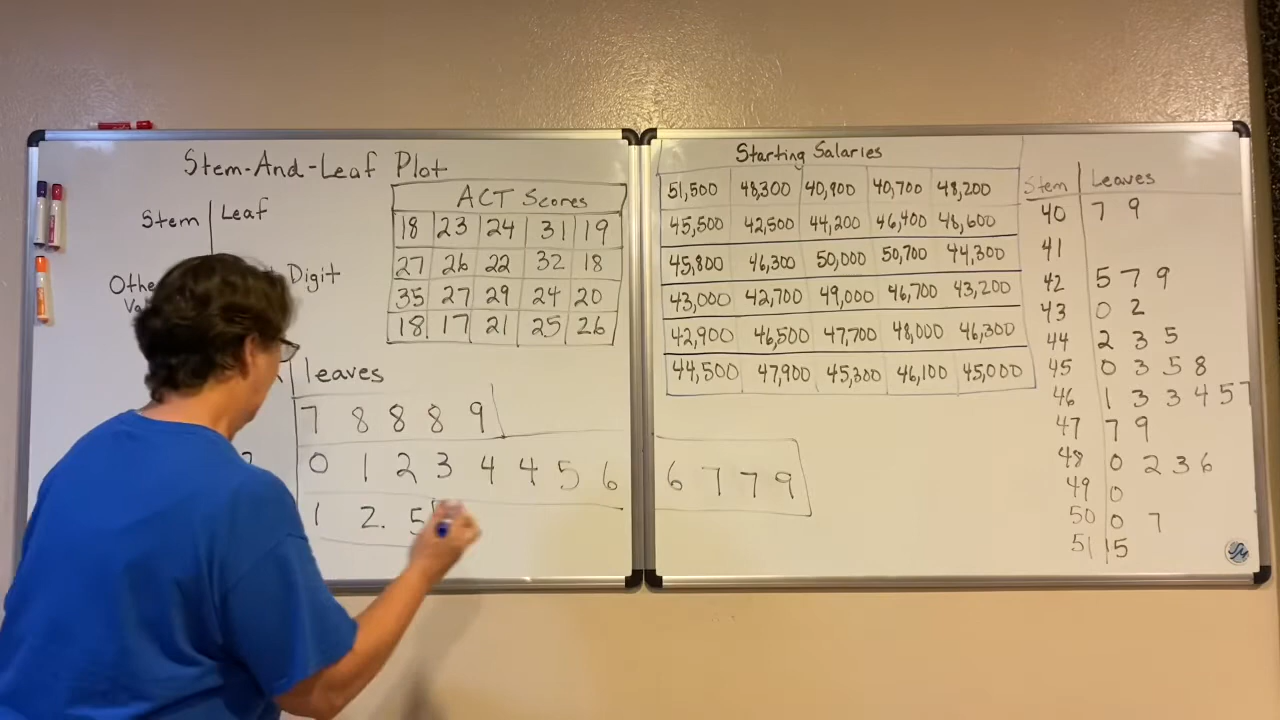 Stem-And-Leaf Plot
Stem Leaf
Digit
ACT Scores
18 23 24 31 19
27 26 22 32 18
35 27 29 24 20
18 17 21 25 26
leaves
7 8 8 8 9
0 1 2 3 4 4 5 6 6 7 7 9
1 2. 5
Starting Salaries
51,500 48,300 40,900 40,700 48,200
45,500 42,500 44,200 46,400 48,600
45,800 46,300 50,000 50,700 44,300
43,000 42,700 49,000 46,700 43,200
42,900 46,500 47,700 48,000 46,300
44,500 47,900 45,300 46,100 45,000
Stem Leaves
40 7 9
41
42 5 7 9
43 0 2
44 2 3 5
45 0 3 5 8
46 1 3 3 4 5 7
47 7 9
48 0 2 3 6
49 0
50 0 7
51 5